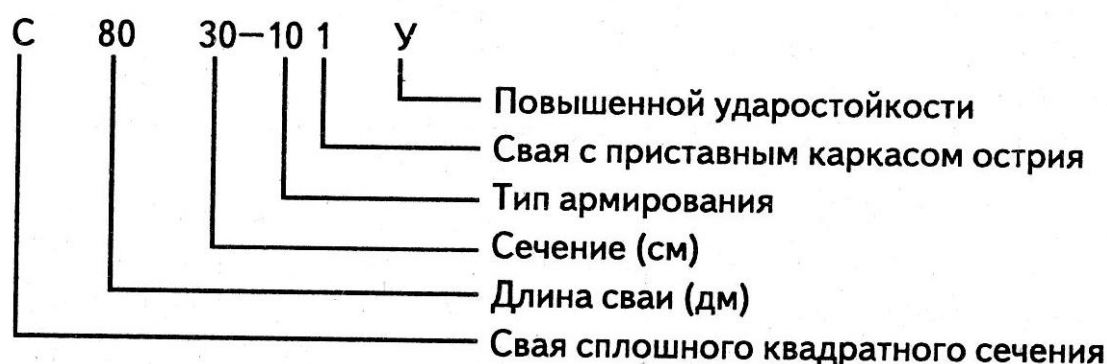 С 80 30–10 1 У
Повышенной ударостойкости
Свая с приставным каркасом острия
Тип армирования
Сечение (см)
Длина сваи (дм)
Свая сплошного квадратного сечения